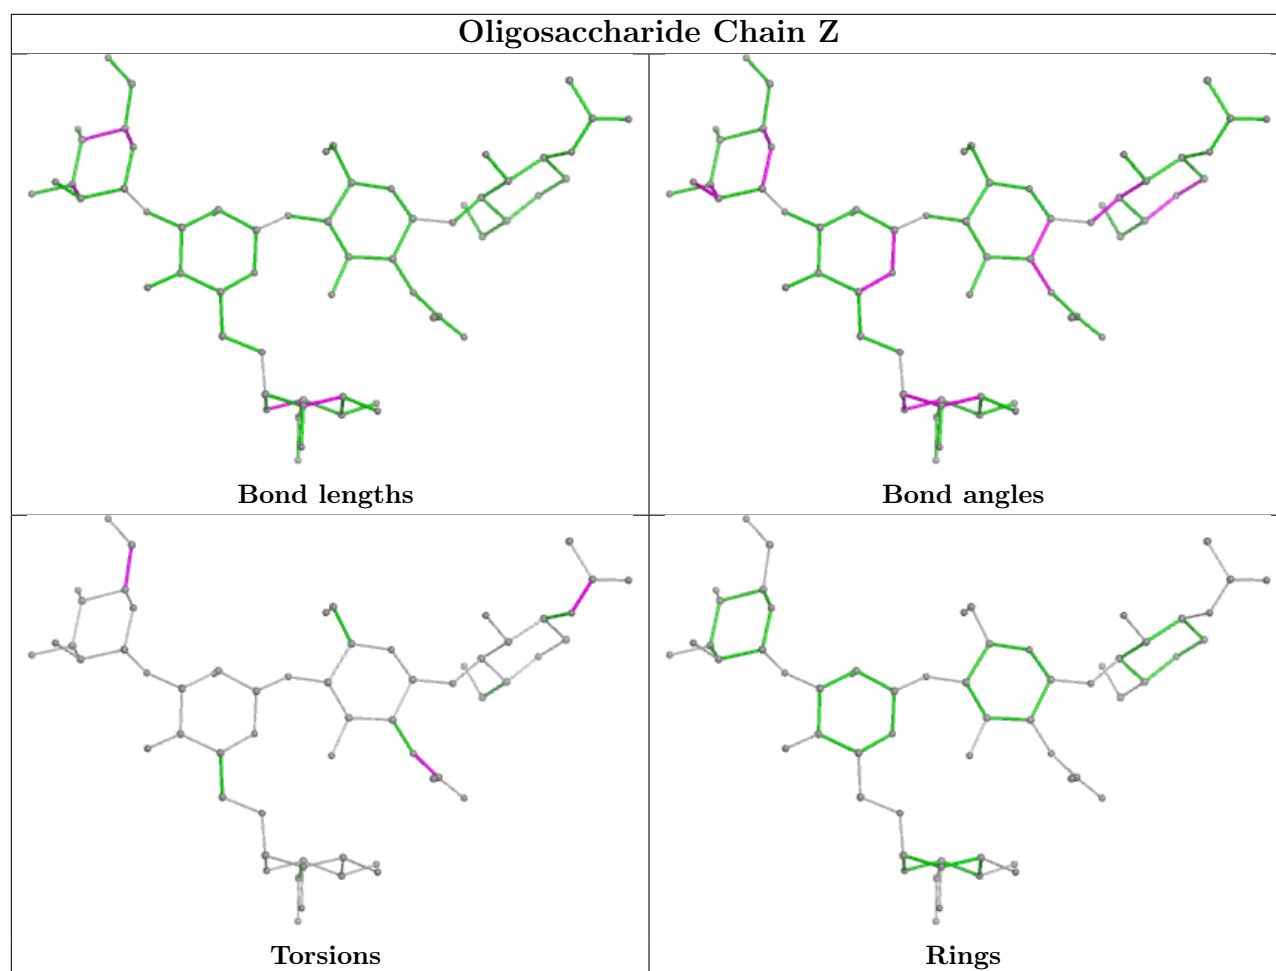 Oligosaccharide Chain Z
Bond lengths
Bond angles
Torsions
Rings